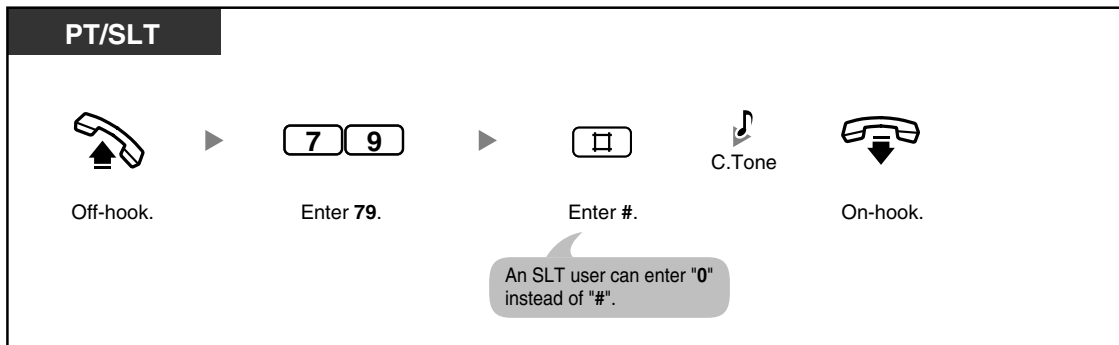 PT/SLT
7 9
C.Tone
Off-hook.
Enter 79.
Enter #.
On-hook.
An SLT user can enter "0"
instead of "#".